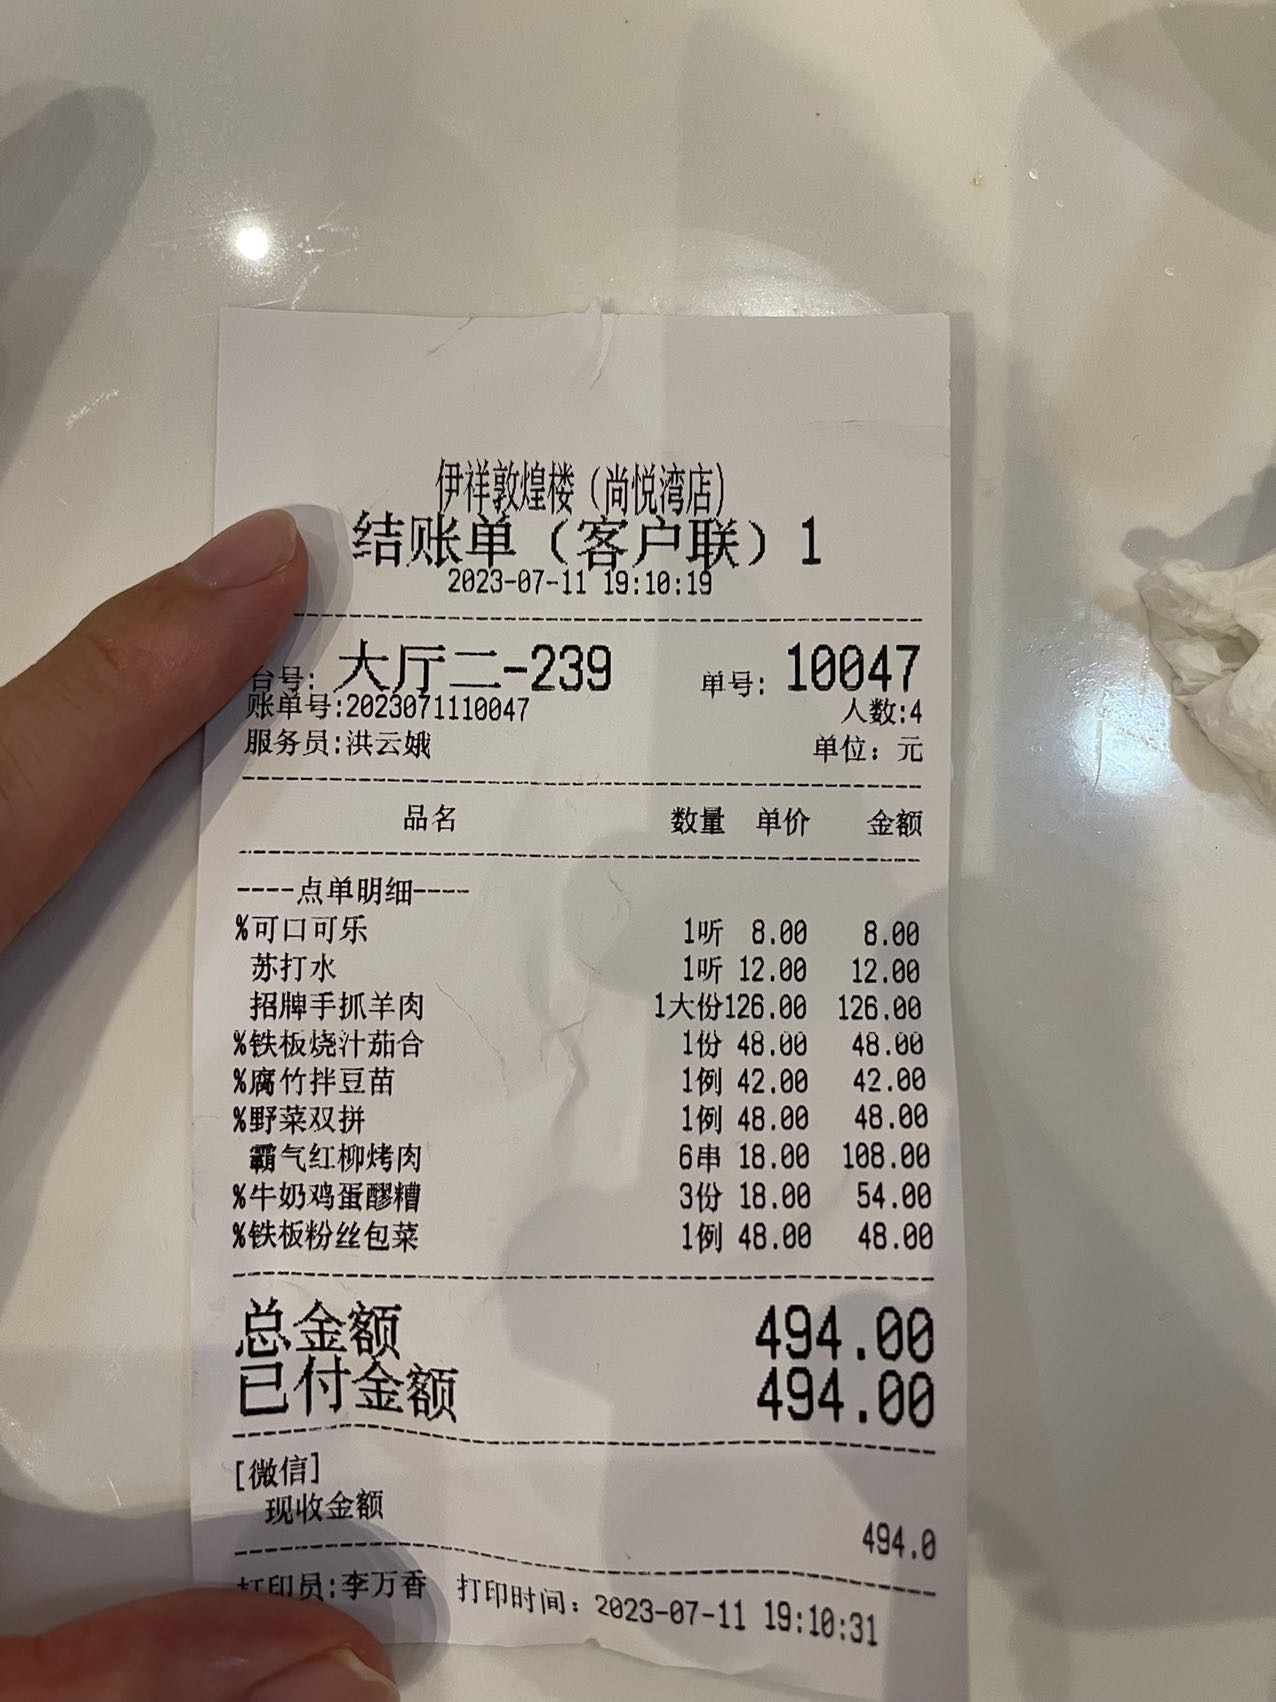 伊祥敦煌楼（尚悦湾店）
结账单（客户联）1
2023-07-11 19:10:19
台号: 大厅二-239 单号: 10047
账单号:2023071110047 人数:4
服务员:洪云娥 单位: 元
品名 数量 单价 金额
----点单明细----
%可口可乐 1听 8.00 8.00
苏打水 1听 12.00 12.00
招牌手抓羊肉 1大份126.00 126.00
%铁板烧汁茄合 1份 48.00 48.00
%腐竹拌豆苗 1例 42.00 42.00
%野菜双拼 1例 48.00 48.00
霸气红柳烤肉 6串 18.00 108.00
%牛奶鸡蛋醪糟 3份 18.00 54.00
%铁板粉丝包菜 1例 48.00 48.00
总金额 494.00
已付金额 494.00
[微信]
现收金额 494.0
打印员:李万香 打印时间: 2023-07-11 19:10:31